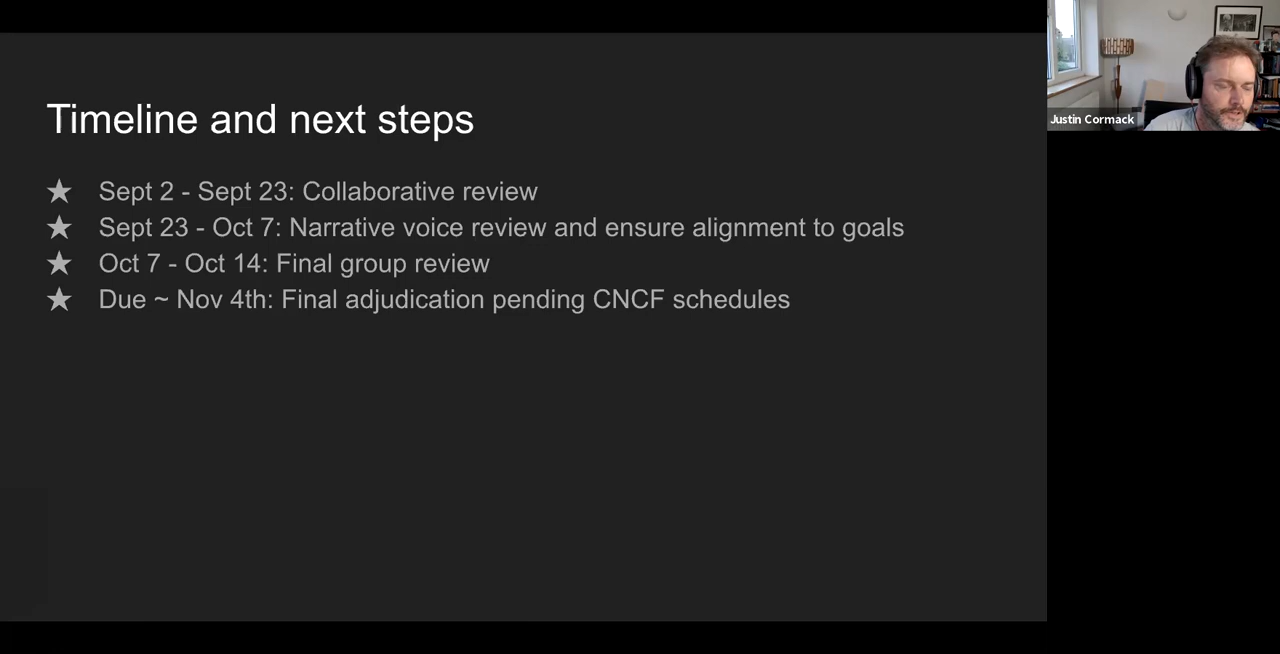 Timeline and next steps
★ Sept 2 - Sept 23: Collaborative review
★ Sept 23 - Oct 7: Narrative voice review and ensure alignment to goals
★ Oct 7 - Oct 14: Final group review
★ Due ~ Nov 4th: Final adjudication pending CNCF schedules
Justin Cormack